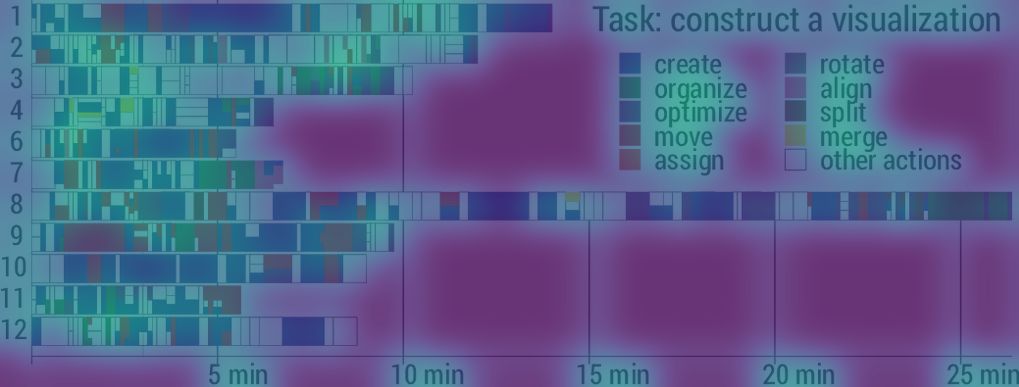 Task: construct a visualization
create
organize
optimize
move
assign
rotate
align
split
merge
other actions
1
2
3
4
6
7
8
9
10
11
12
5 min
10 min
15 min
20 min
25 min